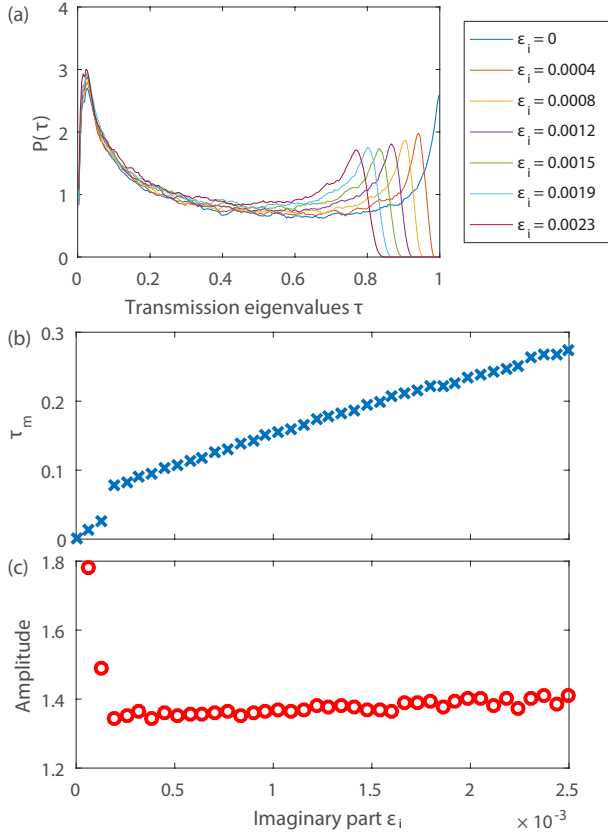 (a)
4
3
2
1
0
P(τ)
0 0.2 0.4 0.6 0.8 1
Transmission eigenvalues τ
ε_i = 0
ε_i = 0.0004
ε_i = 0.0008
ε_i = 0.0012
ε_i = 0.0015
ε_i = 0.0019
ε_i = 0.0023
(b)
0.3
0.2
0.1
0
τ_m
(c)
1.8
1.6
1.4
1.2
Amplitude
0 0.5 1 1.5 2 2.5
Imaginary part ε_i
× 10⁻³